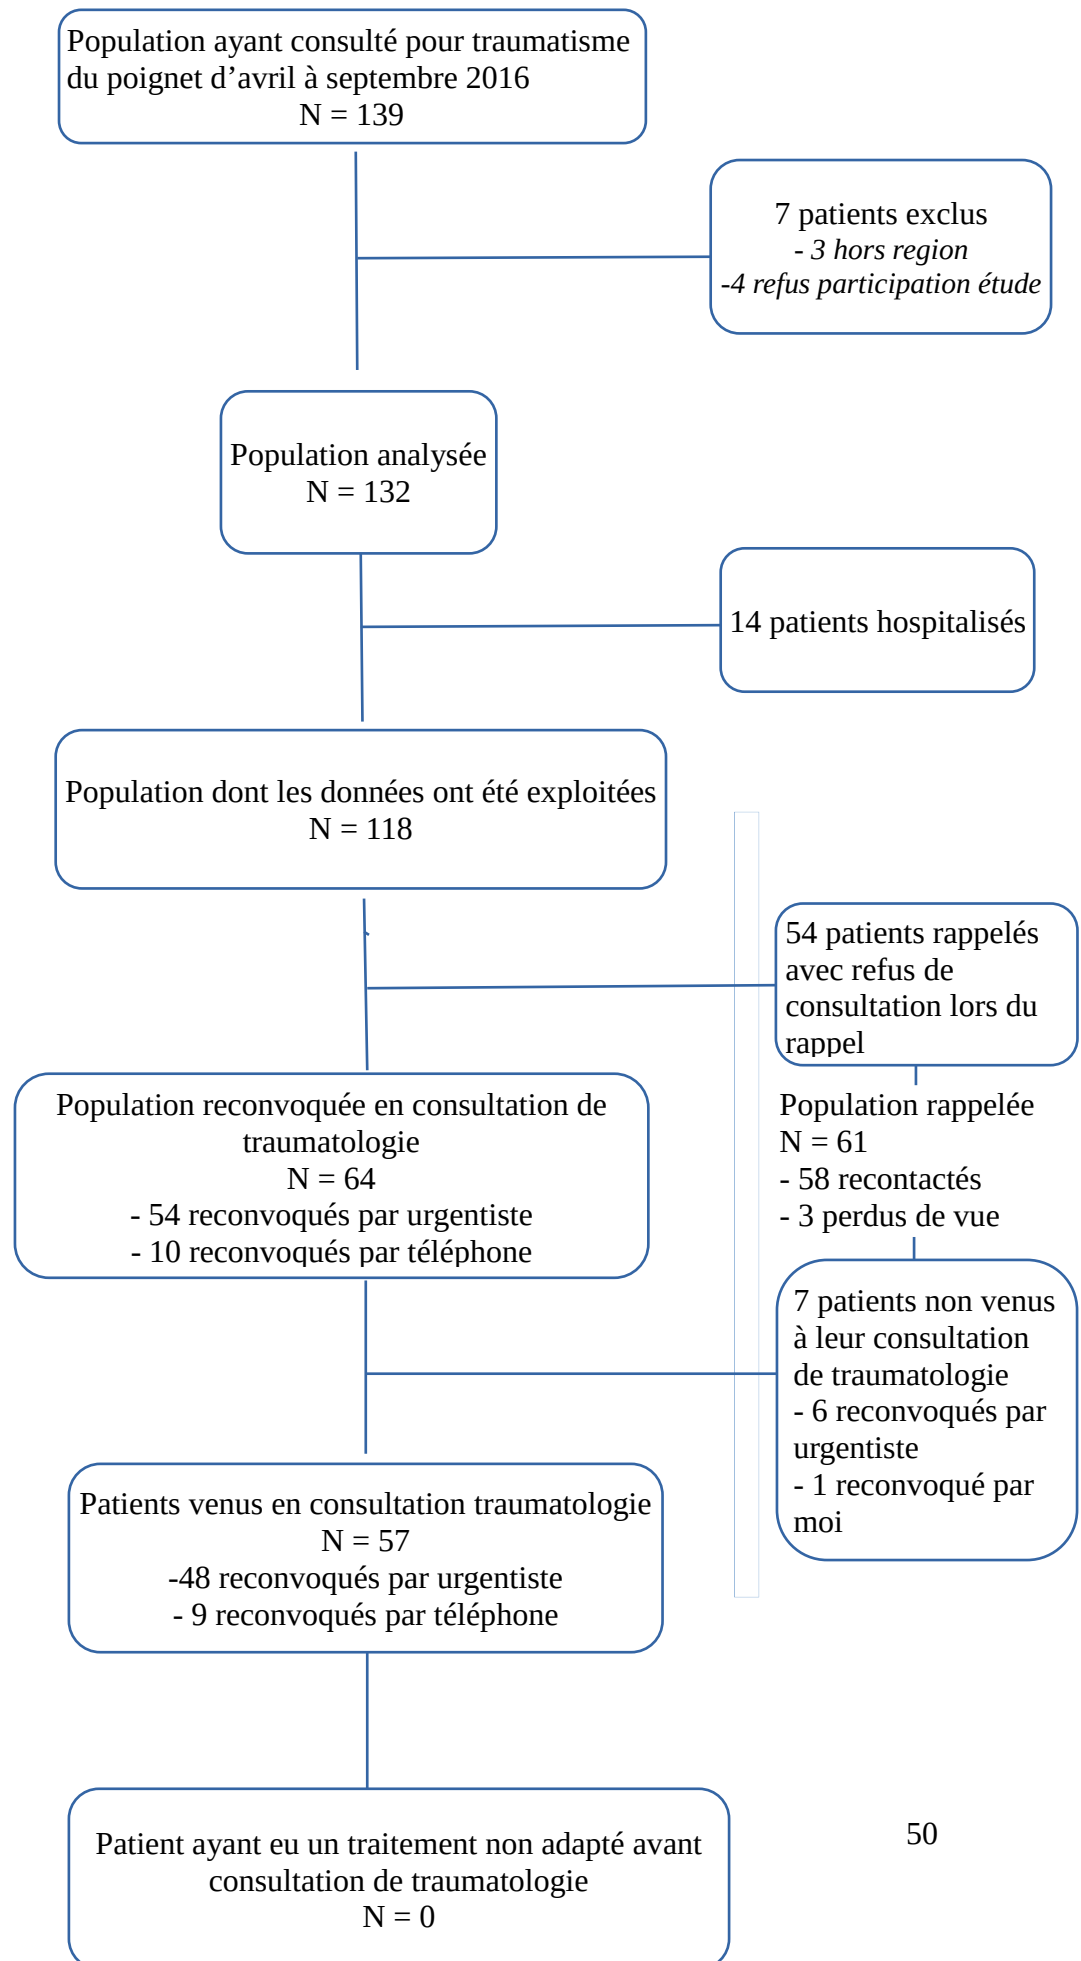 Population ayant consulté pour traumatisme
du poignet d’avril à septembre 2016
N = 139
7 patients exclus
- 3 hors region
-4 refus participation étude
Population analysée
N = 132
14 patients hospitalisés
Population dont les données ont été exploitées
N = 118
54 patients rappelés
avec refus de
consultation lors du
rappel
Population reconvoquée en consultation de
traumatologie
N = 64
- 54 reconvoqués par urgentiste
- 10 reconvoqués par téléphone
Population rappelée
N = 61
- 58 recontactés
- 3 perdus de vue
7 patients non venus
à leur consultation
de traumatologie
- 6 reconvoqués par
urgentiste
- 1 reconvoqué par
moi
Patients venus en consultation traumatologie
N = 57
-48 reconvoqués par urgentiste
- 9 reconvoqués par téléphone
Patient ayant eu un traitement non adapté avant
consultation de traumatologie
N = 0
50